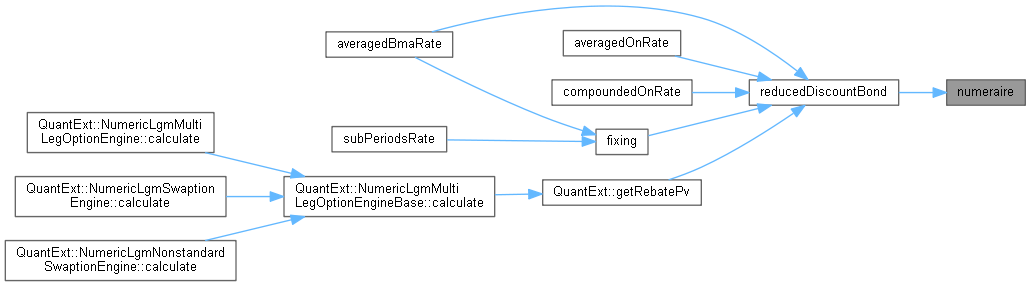 averagedBmaRate
averagedOnRate
compoundedOnRate
reducedDiscountBond
numeraire
QuantExt::NumericLgmMulti
LegOptionEngine::calculate
subPeriodsRate
fixing
QuantExt::NumericLgmSwaption
Engine::calculate
QuantExt::NumericLgmMulti
LegOptionEngineBase::calculate
QuantExt::getRebatePv
QuantExt::NumericLgmNonstandard
SwaptionEngine::calculate